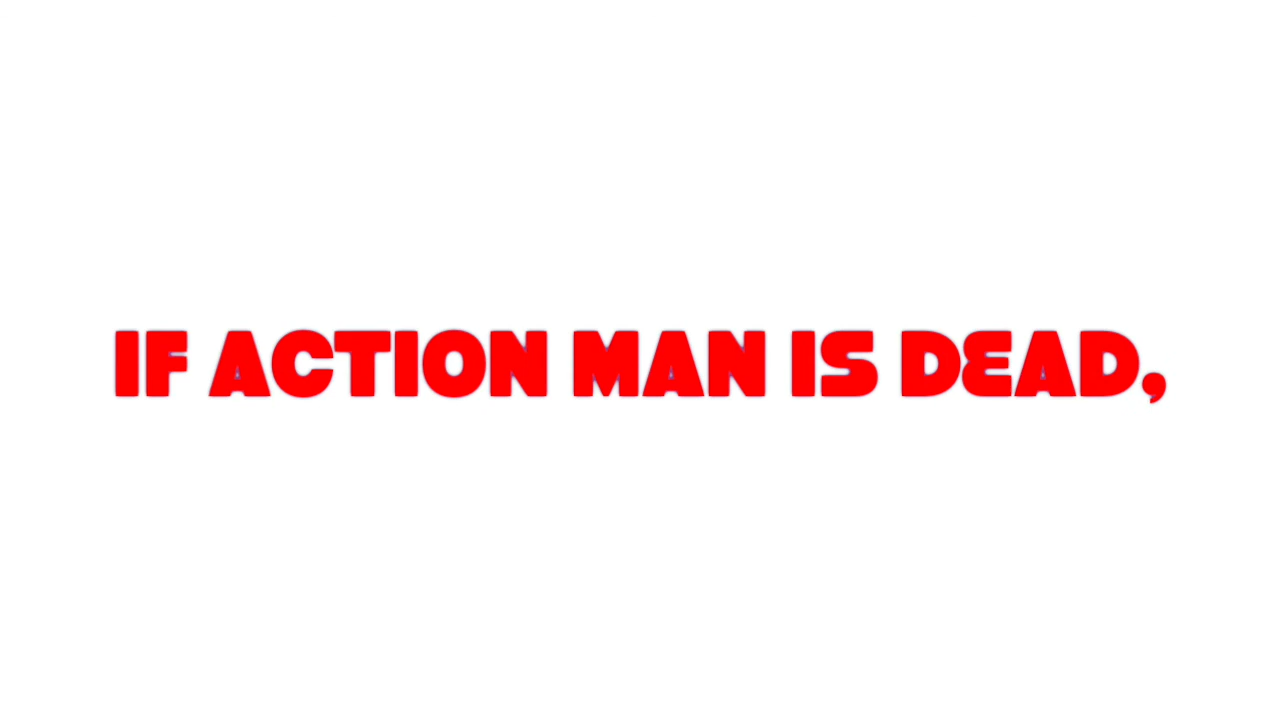 IF ACTION MAN IS DEAD,